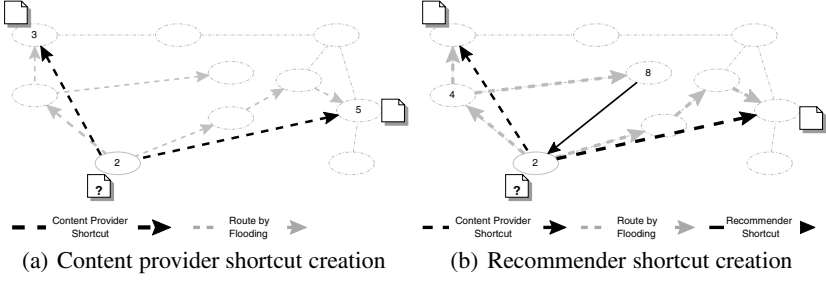 3
5
2
?
Content Provider
Shortcut
Route by
Flooding
(a) Content provider shortcut creation
8
4
2
?
Content Provider
Shortcut
Route by
Flooding
Recommender
Shortcut
(b) Recommender shortcut creation